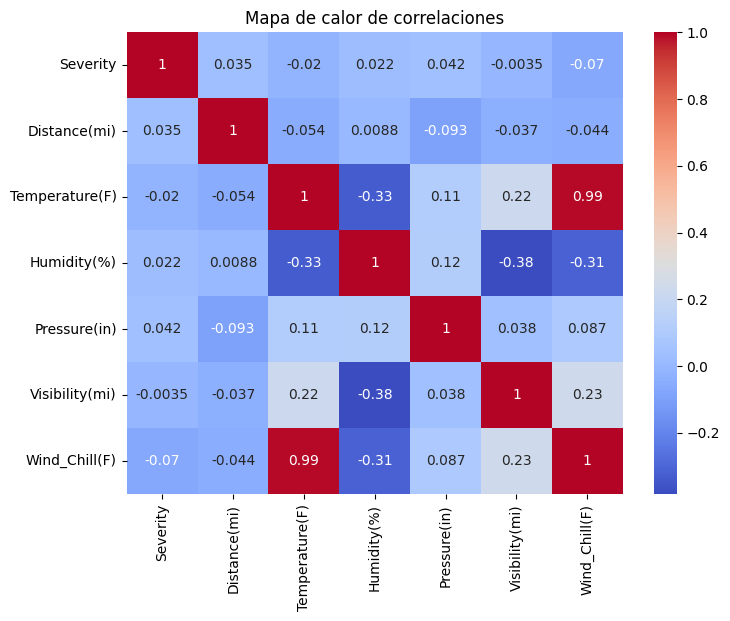 Mapa de calor de correlaciones
Severity 1 0.035 -0.02 0.022 0.042 -0.0035 -0.07
Distance(mi) 0.035 1 -0.054 0.0088 -0.093 -0.037 -0.044
Temperature(F) -0.02 -0.054 1 -0.33 0.11 0.22 0.99
Humidity(%) 0.022 0.0088 -0.33 1 0.12 -0.38 -0.31
Pressure(in) 0.042 -0.093 0.11 0.12 1 0.038 0.087
Visibility(mi) -0.0035 -0.037 0.22 -0.38 0.038 1 0.23
Wind_Chill(F) -0.07 -0.044 0.99 -0.31 0.087 0.23 1
Severity
Distance(mi)
Temperature(F)
Humidity(%)
Pressure(in)
Visibility(mi)
Wind_Chill(F)
1.0
0.8
0.6
0.4
0.2
0.0
−0.2